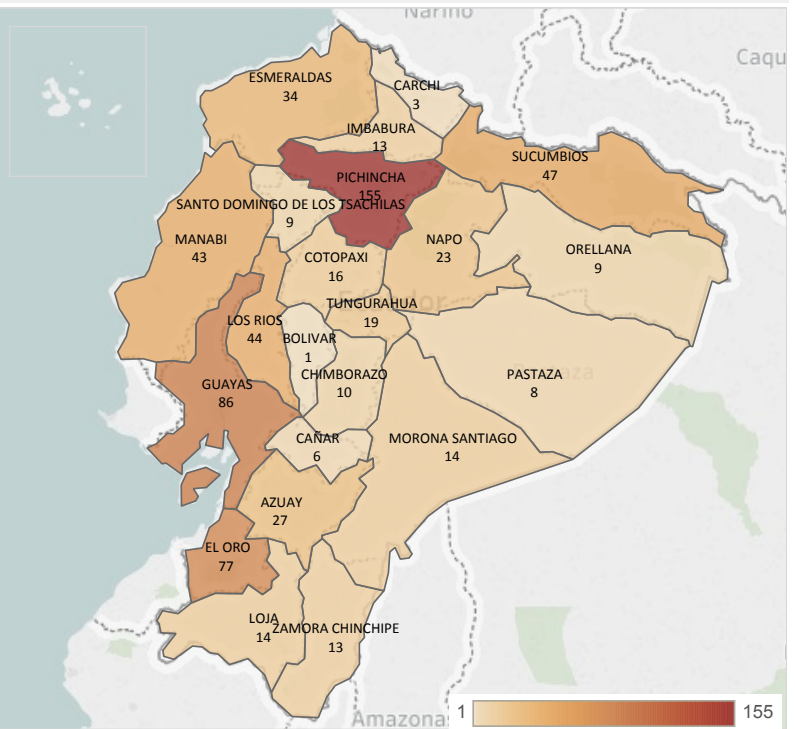 Nariño
Caqu
ESMERALDAS
34
CARCHI
3
IMBABURA
13
SUCUMBIOS
47
PICHINCHA
155
SANTO DOMINGO DE LOS TSACHILAS
9
MANABI
43
NAPO
23
ORELLANA
9
COTOPAXI
16
TUNGURAHUA
19
LOS RIOS
44
BOLIVAR
1
CHIMBORAZO
10
PASTAZA
8
GUAYAS
86
CAÑAR
6
MORONA SANTIAGO
14
AZUAY
27
EL ORO
77
LOJA
14
ZAMORA CHINCHIPE
13
Amazonas
1
155